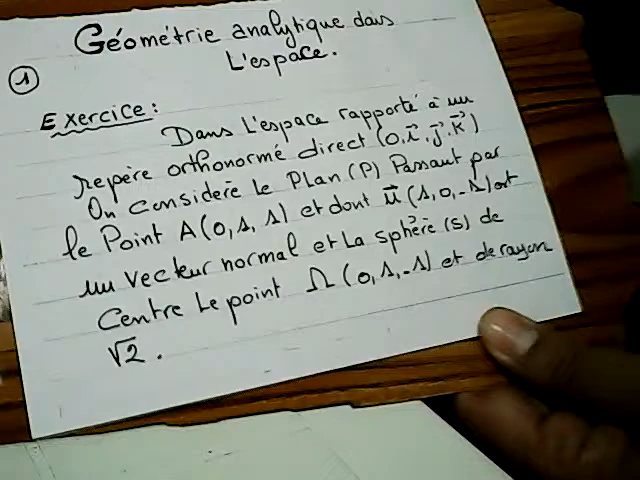 Géométrie analytique dans
L'espace.
1
Exercice:
Dans L'espace rapporté à un
repère orthonormé direct (O,i⃗,j⃗,k⃗)
On considere le Plan (P) Passant par
le Point A(0,1,1) et dont u⃗(1,0,-1) est
un vecteur normal et la sphère (s) de
Centre le point Ω(0,1,-1) et de rayon
√2.